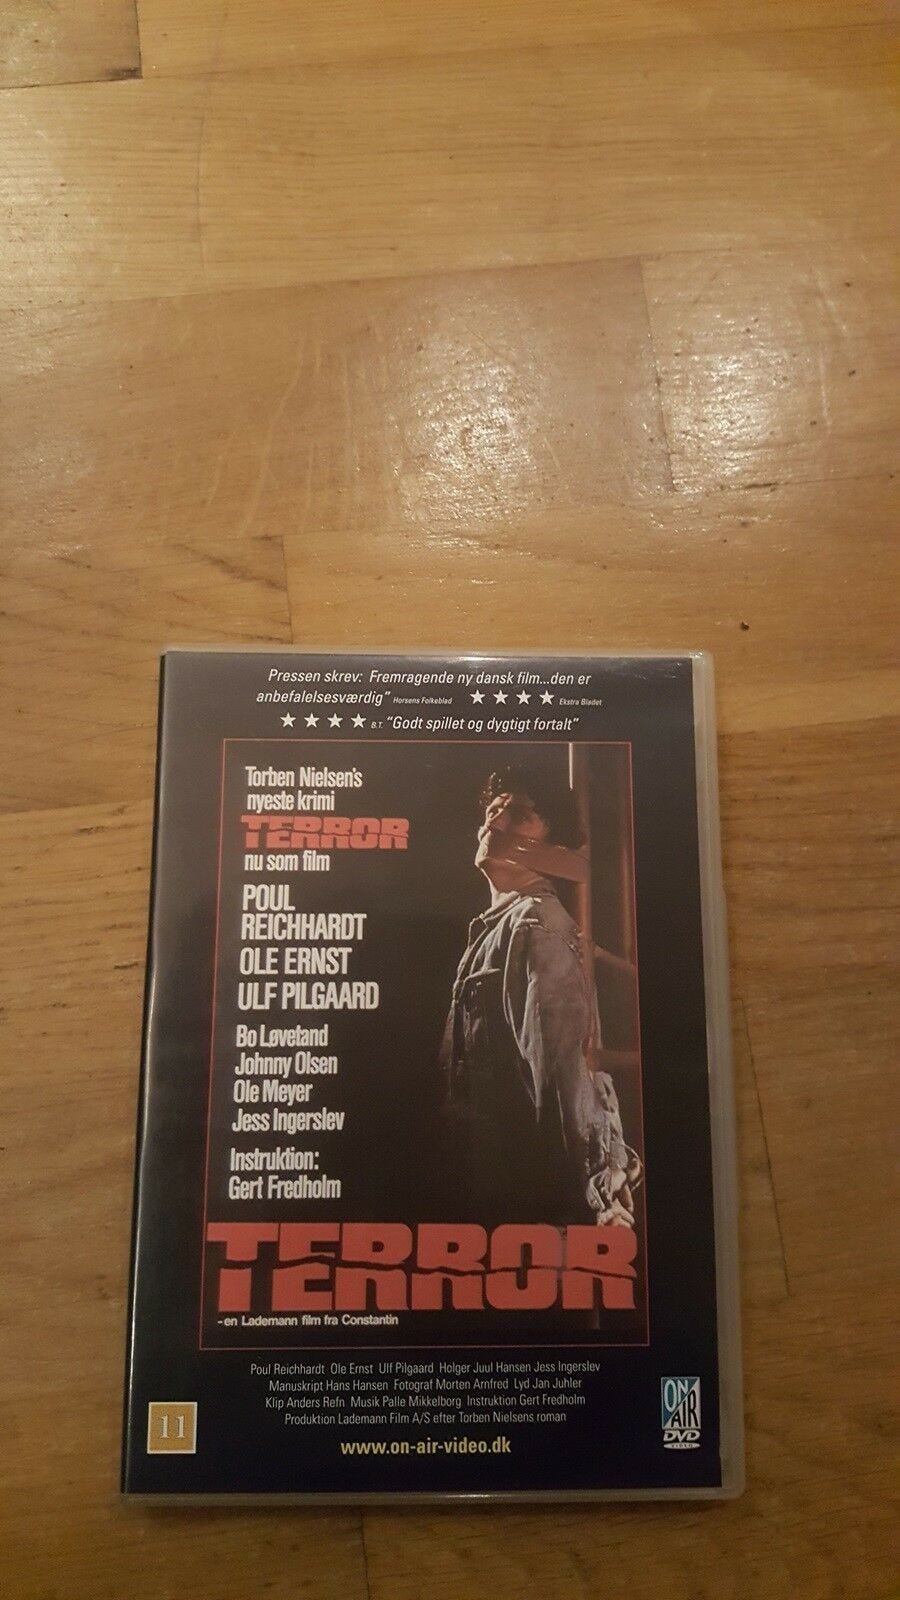 Pressen skrev: Fremragende ny dansk film...den er
anbefalelsesværdig" Horsens Folkeblad ★ ★ ★ ★ Ekstra Bladet
★ ★ ★ ★ B.T. "Godt spillet og dygtigt fortalt"
Torben Nielsen's
nyeste krimi
TERROR
nu som film
POUL
REICHHARDT
OLE ERNST
ULF PILGAARD
Bo Løvetand
Johnny Olsen
Ole Meyer
Jess Ingerslev
Instruktion:
Gert Fredholm
TERROR
-en Lademann film fra Constantin
Poul Reichhardt Ole Ernst Ulf Pilgaard Holger Juul Hansen Jess Ingerslev
Manuskript Hans Hansen Fotograf Morten Arnfred Lyd Jan Juhler
Klip Anders Refn Musik Palle Mikkelborg Instruktion Gert Fredholm
Produktion Lademann Film A/S efter Torben Nielsens roman
www.on-air-video.dk
11
ON
AIR
DVD
VIDEO